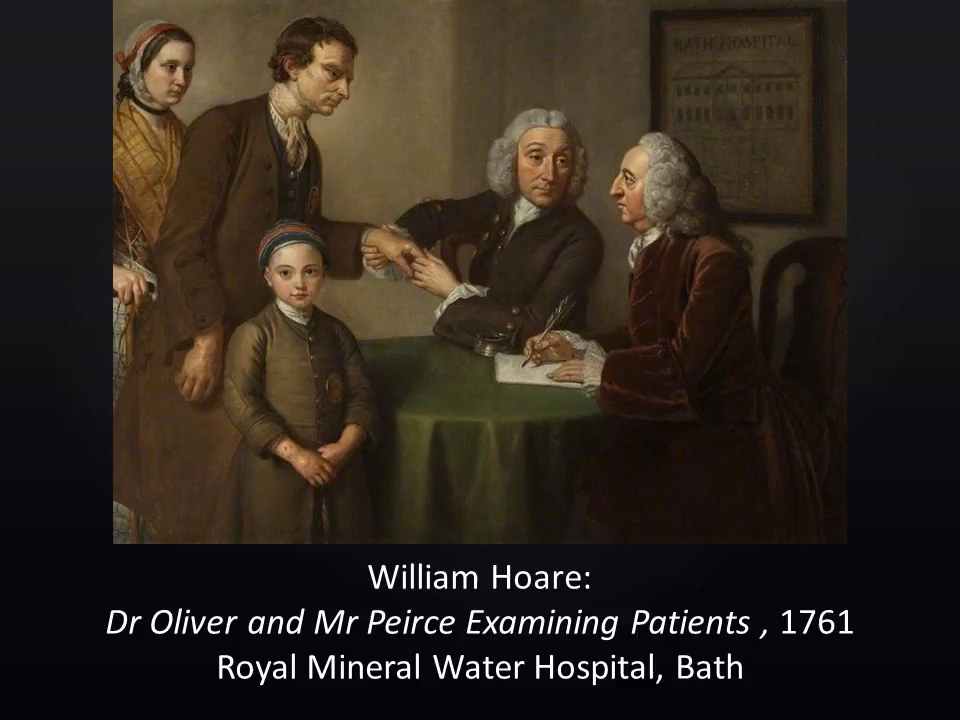 BATH HOSPITAL
William Hoare:
Dr Oliver and Mr Peirce Examining Patients , 1761
Royal Mineral Water Hospital, Bath